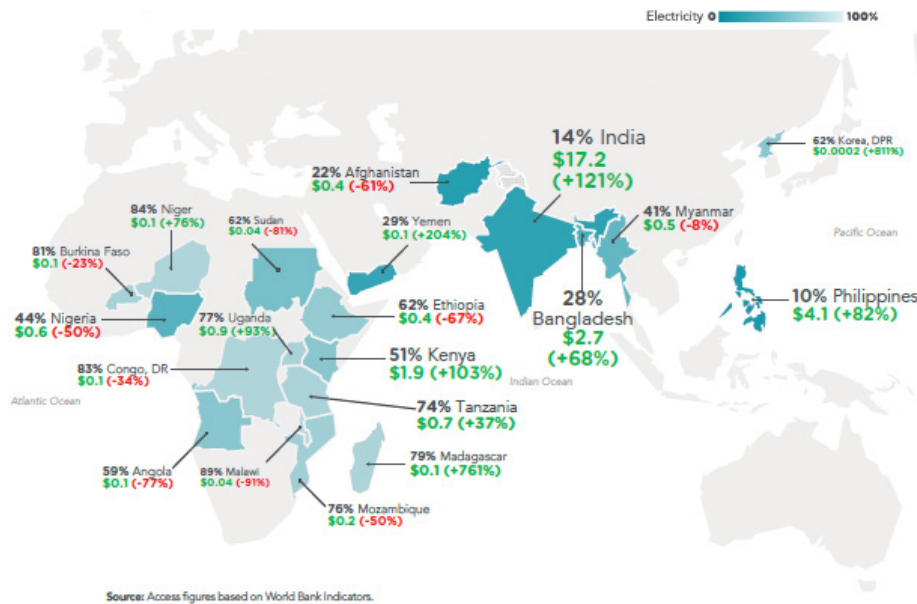 Electricity 0 100%
14% India
$17.2
(+121%)
62% Korea, DPR
$0.0002 (+811%)
22% Afghanistan
$0.4 (-61%)
84% Niger
$0.1 (+76%)
62% Sudan
$0.04 (-81%)
29% Yemen
$0.1 (+204%)
41% Myanmar
$0.5 (-8%)
Pacific Ocean
81% Burkina Faso
$0.1 (-23%)
44% Nigeria
$0.6 (-50%)
77% Uganda
$0.9 (+93%)
62% Ethiopia
$0.4 (-67%)
28%
Bangladesh
$2.7
(+68%)
10% Philippines
$4.1 (+82%)
83% Congo, DR
$0.1 (-34%)
51% Kenya
$1.9 (+103%)
Indian Ocean
Atlantic Ocean
74% Tanzania
$0.7 (+37%)
59% Angola
$0.1 (-77%)
89% Malawi
$0.04 (-91%)
79% Madagascar
$0.1 (+761%)
76% Mozambique
$0.2 (-50%)
Source: Access figures based on World Bank Indicators.